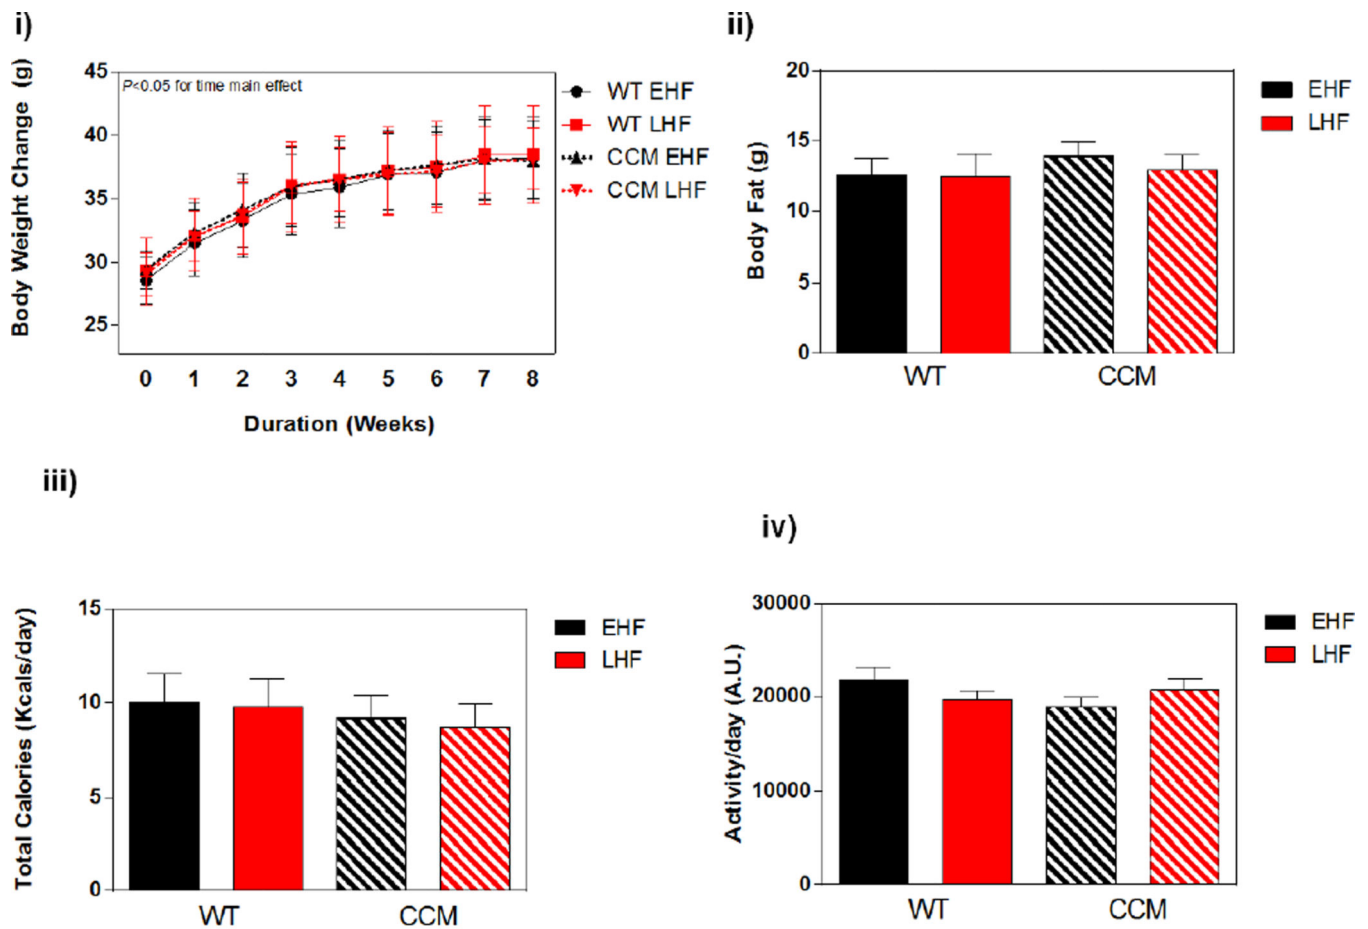 i)
Body Weight Change (g)
45
40
35
30
25
P<0.05 for time main effect
0 1 2 3 4 5 6 7 8
Duration (Weeks)
WT EHF
WT LHF
CCM EHF
CCM LHF
ii)
Body Fat (g)
20
15
10
5
0
WT CCM
EHF
LHF
iii)
Total Calories (Kcals/day)
15
10
5
0
WT CCM
EHF
LHF
iv)
Activity/day (A.U.)
30000
20000
10000
0
WT CCM
EHF
LHF